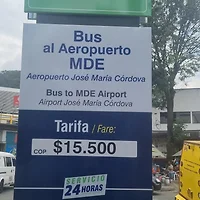 Bus
al Aeropuerto
MDE
Aeropuerto José María Córdova
Bus to MDE Airport
Airport José María Córdova
Tarifa / Fare:
COP $15.500
SERVICIO
24 HORAS